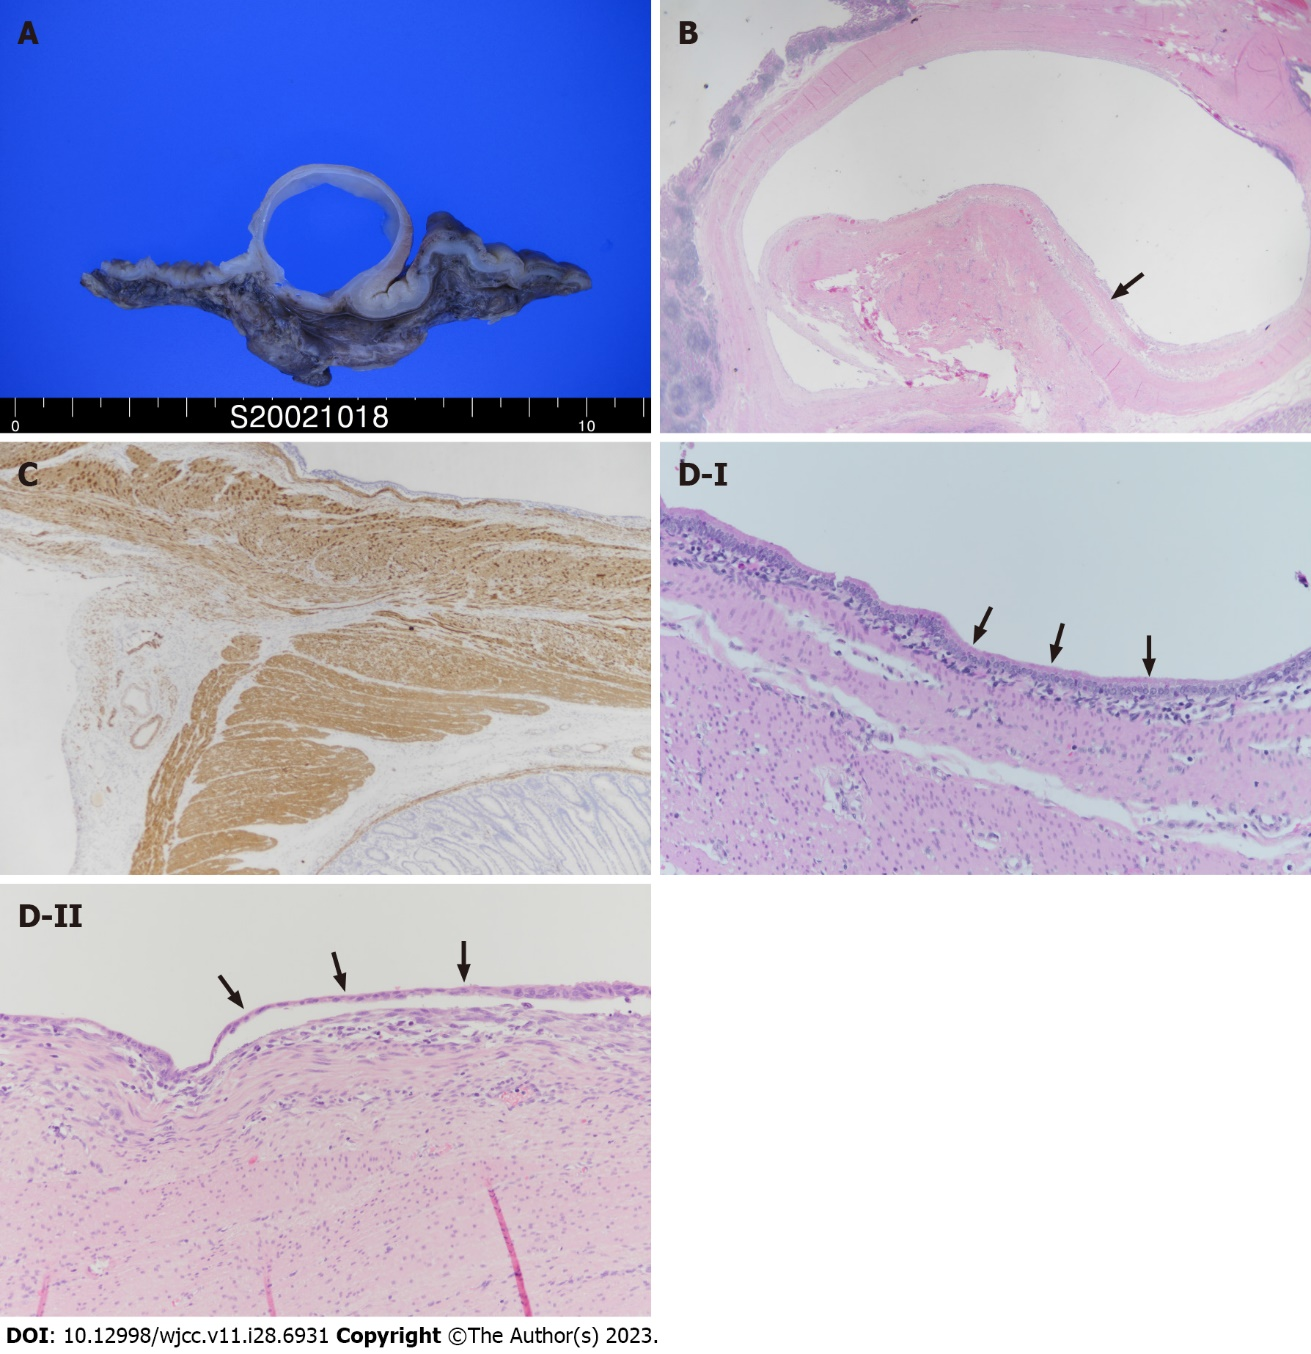 A
B
0 S20021018 10
C
D-I
D-II
DOI: 10.12998/wjcc.v11.i28.6931 Copyright ©The Author(s) 2023.